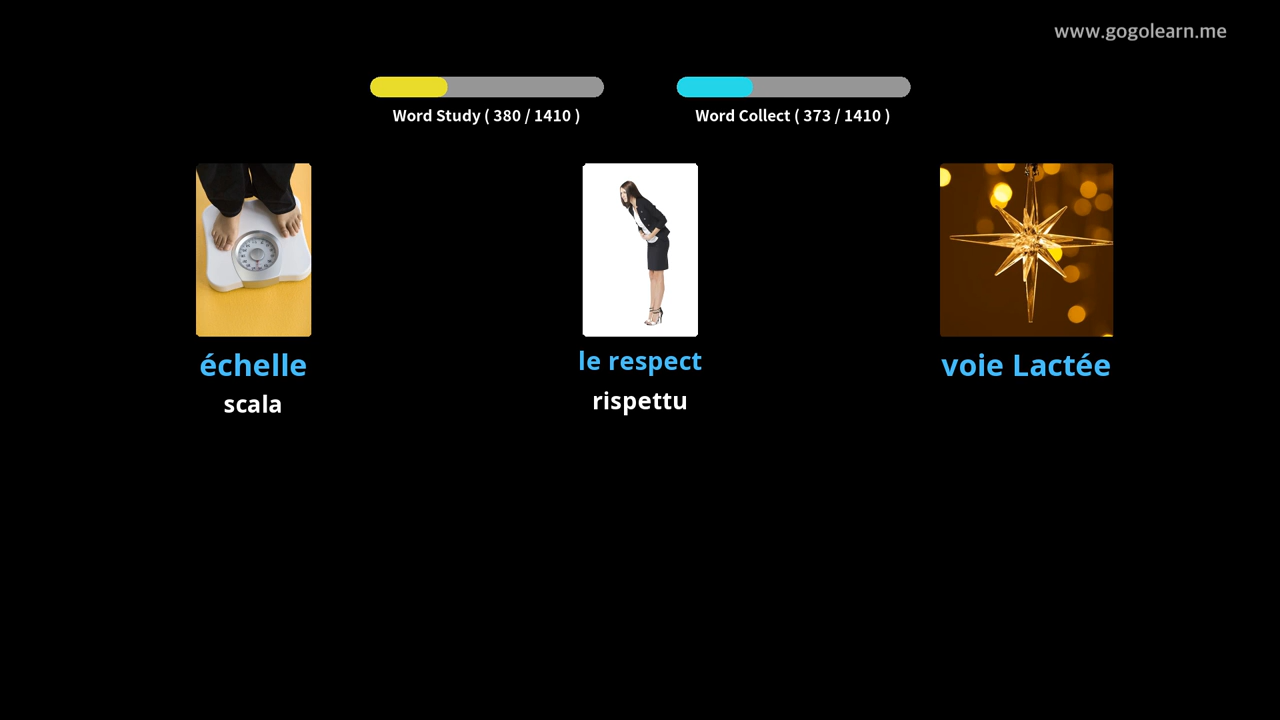 www.gogolearn.me
Word Study ( 380 / 1410 )
Word Collect ( 373 / 1410 )
échelle
scala
le respect
rispettu
voie Lactée